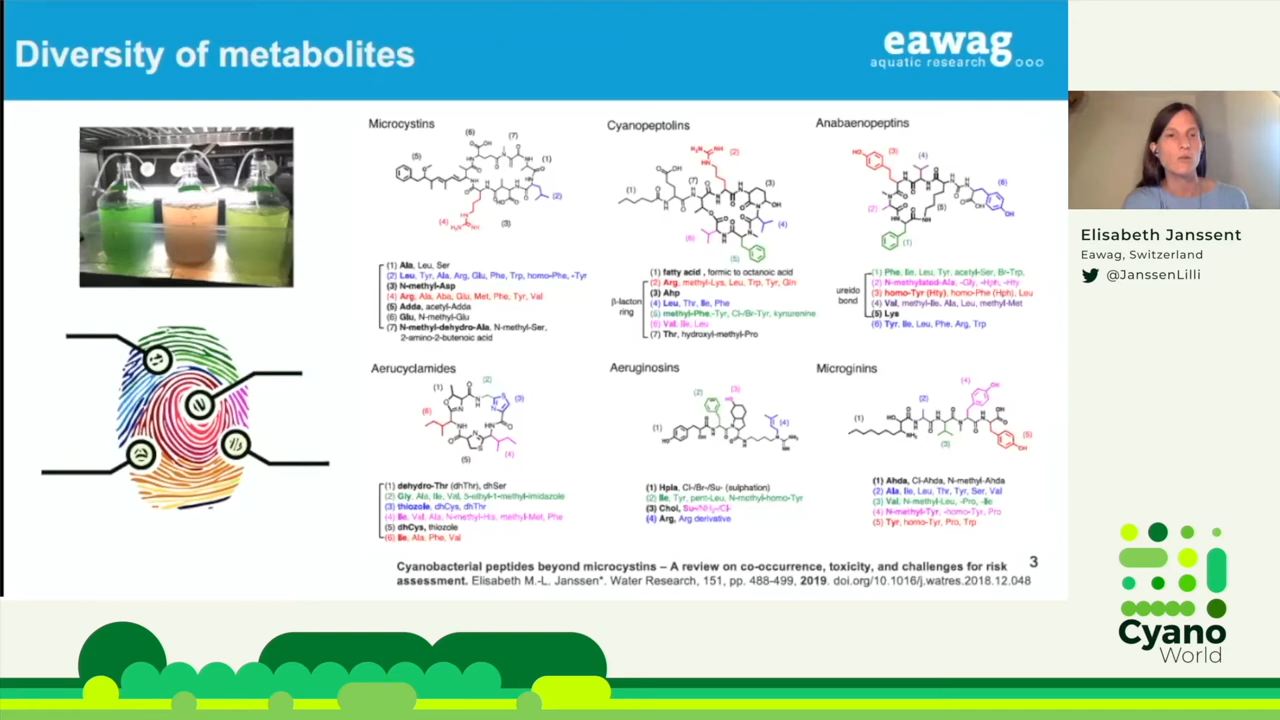 Diversity of metabolites
eawag
aquatic research
Microcystins
(1) Ala, Leu, Ser
(2) Leu, Tyr, Ala, Arg, Glu, Phe, Trp, homo-Phe, -Tyr
(3) N-methyl-Asp
(4) Arg, Ala, Aba, Glu, Met, Phe, Tyr, Val
(5) Adda, acetyl-Adda
(6) Glu, N-methyl-Glu
(7) N-methyl-dehydro-Ala, N-methyl-Ser,
2-amino-2-butenoic acid
Cyanopeptolins
(1) fatty acid , formic to octanoic acid
(2) Arg, methyl-Lys, Leu, Trp, Tyr, Gln
(3) Ahp
β-lacton
ring
(4) Leu, Thr, Ile, Phe
(5) methyl-Phe,-Tyr, Cl-/Br-Tyr, kynurenine
(6) Val, Ile, Leu
(7) Thr, hydroxyl-methyl-Pro
Anabaenopeptins
(1) Phe, Ile, Leu, Tyr, acetyl-Ser, Br-Trp,
(2) N-methylated-Ala, -Gly, -Hph, -Hty
ureido
bond
(3) homo-Tyr (Hty), homo-Phe (Hph), Leu
(4) Val, methyl-Ile, Ala, Leu, methyl-Met
(5) Lys
(6) Tyr, Ile, Leu, Phe, Arg, Trp
Aerucyclamides
(1) dehydro-Thr (dhThr), dhSer
(2) Gly, Ala, Ile, Val, 5-ethyl-1-methyl-imidazole
(3) thiozole, dhCys, dhThr
(4) Ile, Val, Ala, N-methyl-His, methyl-Met, Phe
(5) dhCys, thiozole
(6) Ile, Ala, Phe, Val
Aeruginosins
(1) Hpla, Cl-/Br-/Su- (sulphation)
(2) Ile, Tyr, perm-Leu, N-methyl-homo-Tyr
(3) Choi, Su-/NH₂-/Cl-
(4) Arg, Arg derivative
Microginins
(1) Ahda, Cl-Ahda, N-methyl-Ahda
(2) Ala, Ile, Leu, Thr, Tyr, Ser, Val
(3) Val, N-methyl-Leu, -Pro, -Ile
(4) N-methyl-Tyr, -homo-Tyr, Pro
(5) Tyr, homo-Tyr, Pro, Trp
Cyanobacterial peptides beyond microcystins – A review on co-occurrence, toxicity, and challenges for risk
assessment. Elisabeth M.-L. Janssen*. Water Research, 151, pp. 488-499, 2019. doi.org/10.1016/j.watres.2018.12.048
3
Elisabeth Janssent
Eawag, Switzerland
@JanssenLilli
Cyano
World